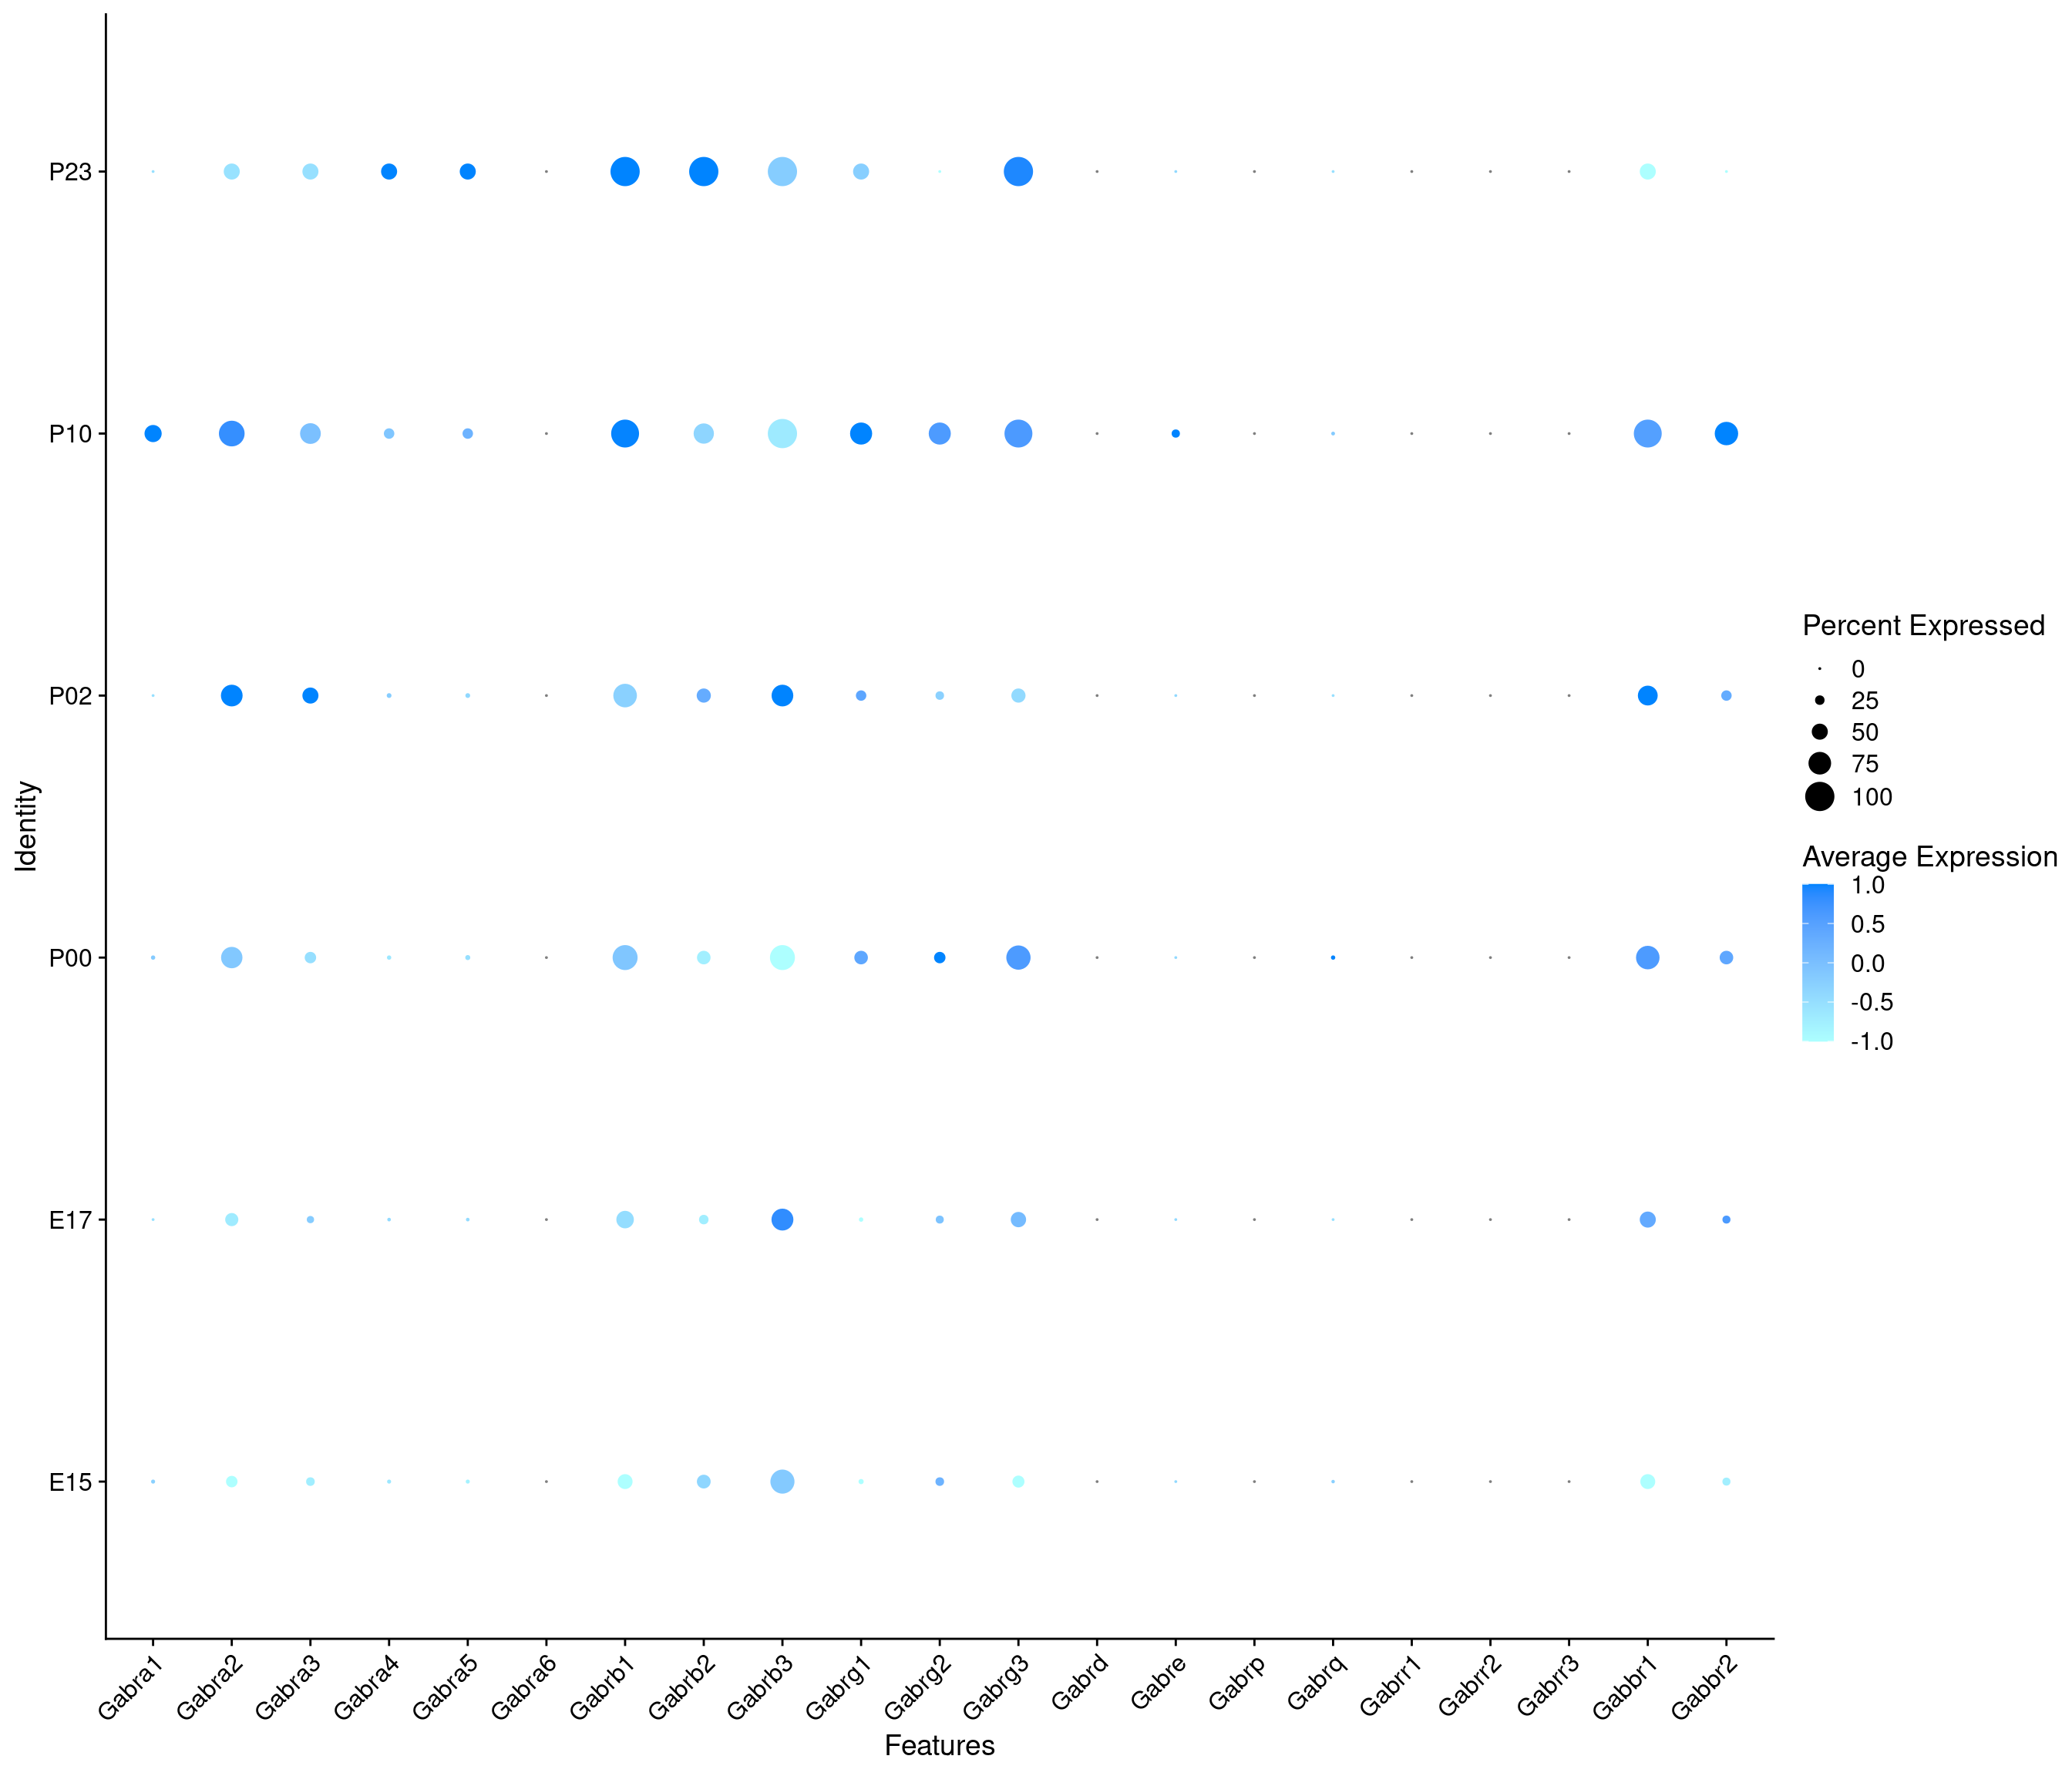 P23
P10
P02
P00
E17
E15
Identity
Gabra1
Gabra2
Gabra3
Gabra4
Gabra5
Gabra6
Gabrb1
Gabrb2
Gabrb3
Gabrg1
Gabrg2
Gabrg3
Gabrd
Gabre
Gabrp
Gabrq
Gabrr1
Gabrr2
Gabrr3
Gabbr1
Gabbr2
Features
Percent Expressed
0
25
50
75
100
Average Expression
1.0
0.5
0.0
-0.5
-1.0